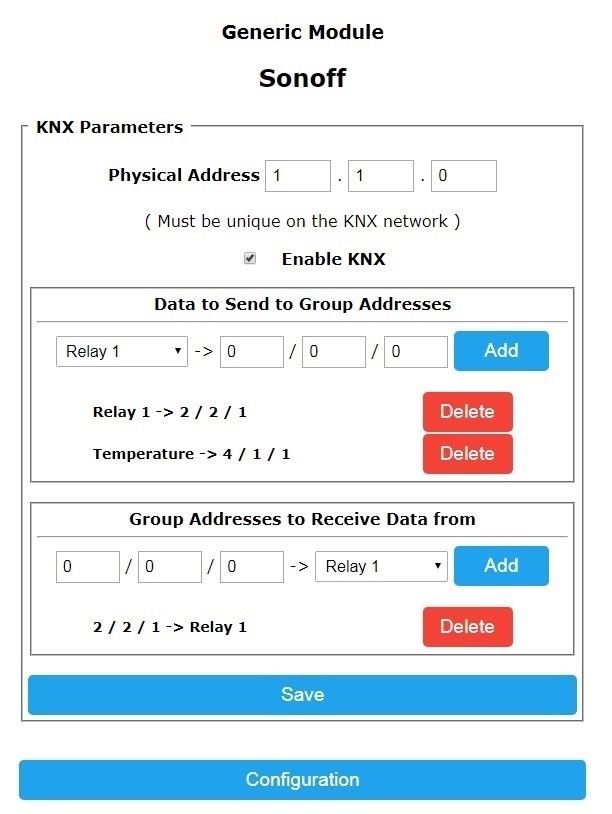 Generic Module
Sonoff
KNX Parameters
Physical Address 1 . 1 . 0
( Must be unique on the KNX network )
Enable KNX
Data to Send to Group Addresses
Relay 1 -> 0 / 0 / 0 Add
Relay 1 -> 2 / 2 / 1 Delete
Temperature -> 4 / 1 / 1 Delete
Group Addresses to Receive Data from
0 / 0 / 0 -> Relay 1 Add
2 / 2 / 1 -> Relay 1 Delete
Save
Configuration